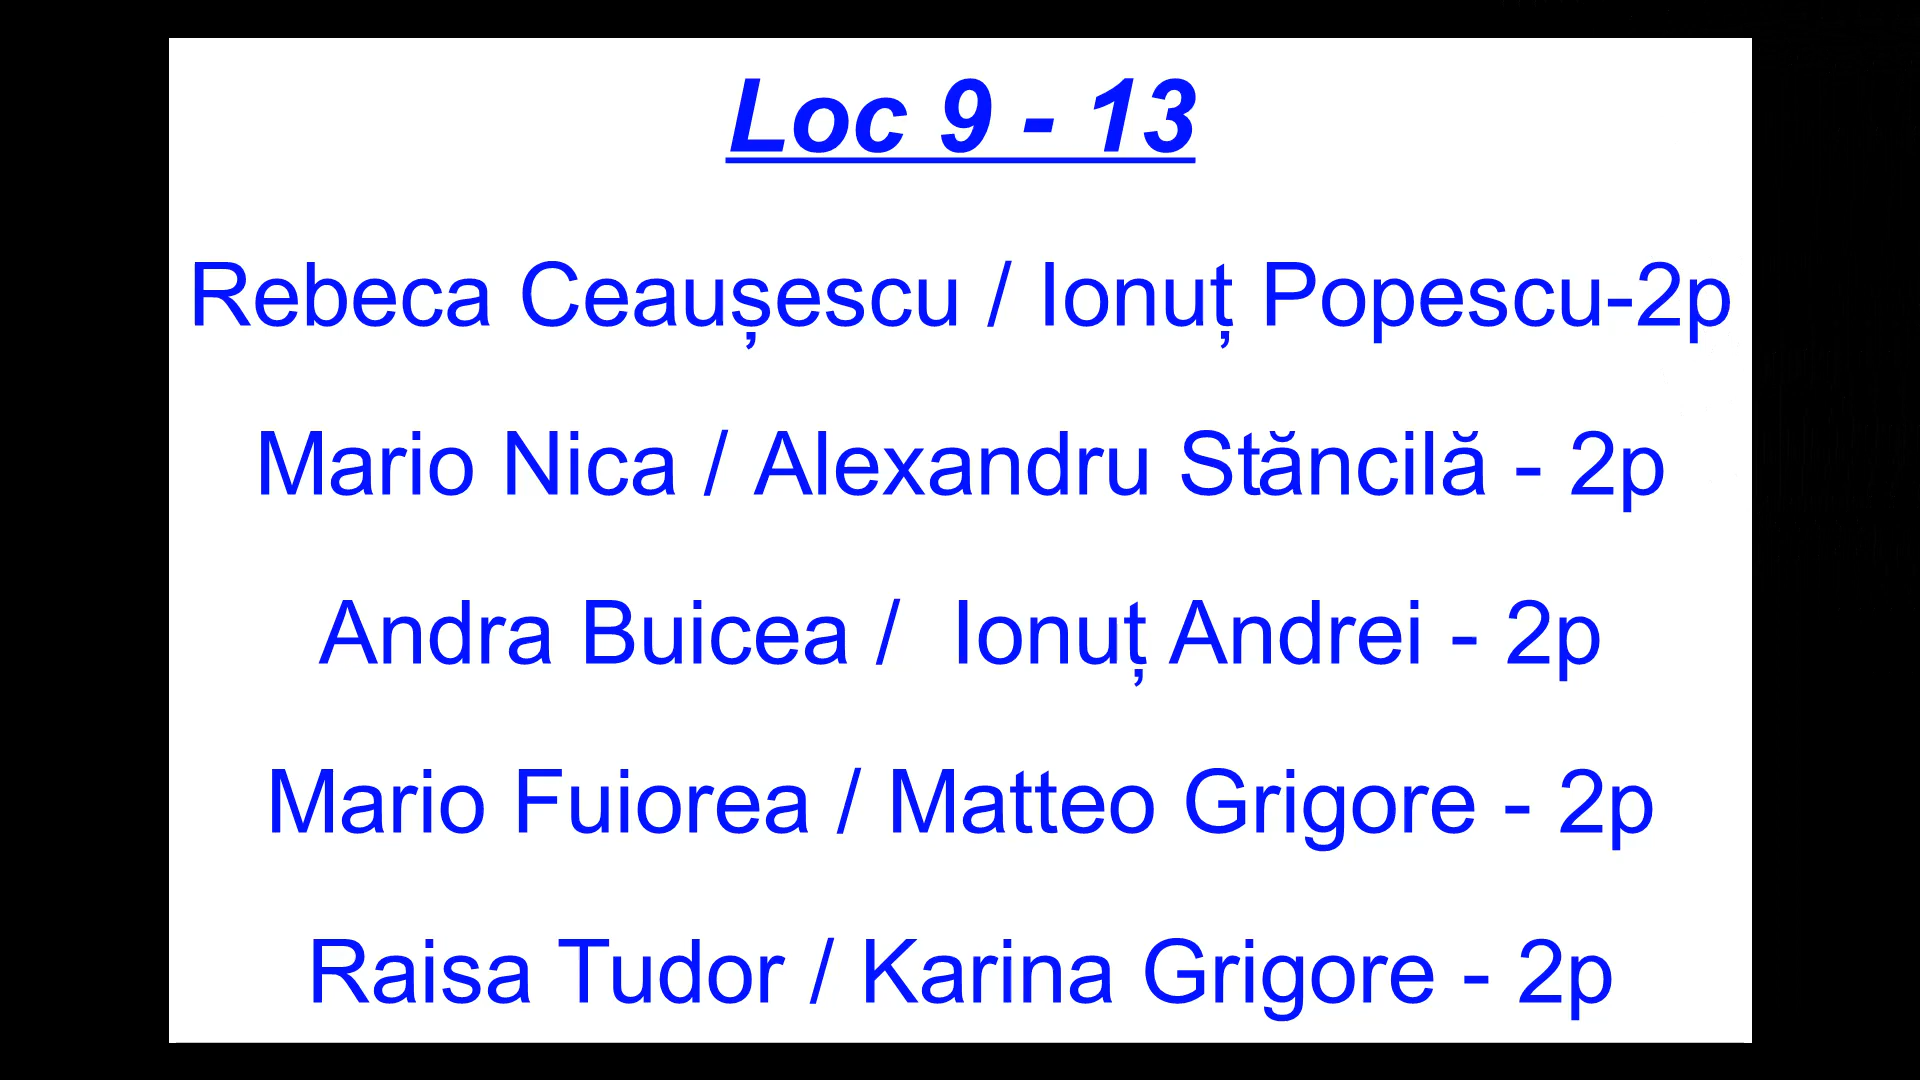 Loc 9 - 13
Rebeca Ceaușescu / Ionuț Popescu-2p
Mario Nica / Alexandru Stăncilă - 2p
Andra Buicea /  Ionuț Andrei - 2p
Mario Fuiorea / Matteo Grigore - 2p
Raisa Tudor / Karina Grigore - 2p